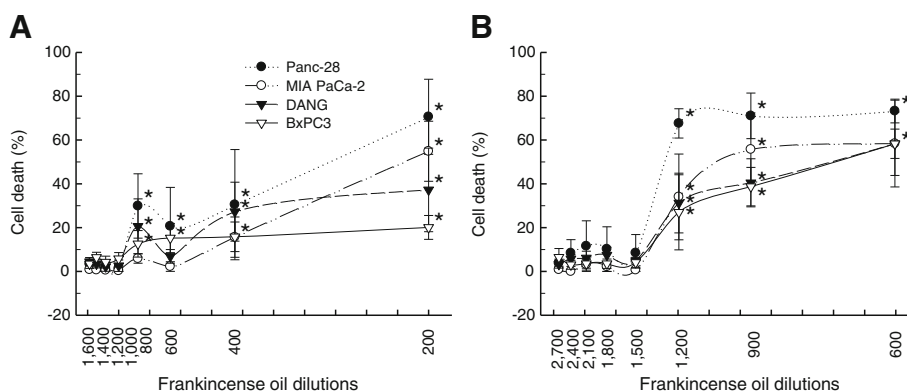 A
100
80
60
40
20
0
-20
Cell death (%)
Panc-28
MIA PaCa-2
DANG
BxPC3
* * * * * * * * * * *
1,600
1,400
1,200
1,000
800
600
400
200
Frankincense oil dilutions
B
100
80
60
40
20
0
-20
Cell death (%)
* * * * * * * * *
2,700
2,400
2,100
1,800
1,500
1,200
900
600
Frankincense oil dilutions